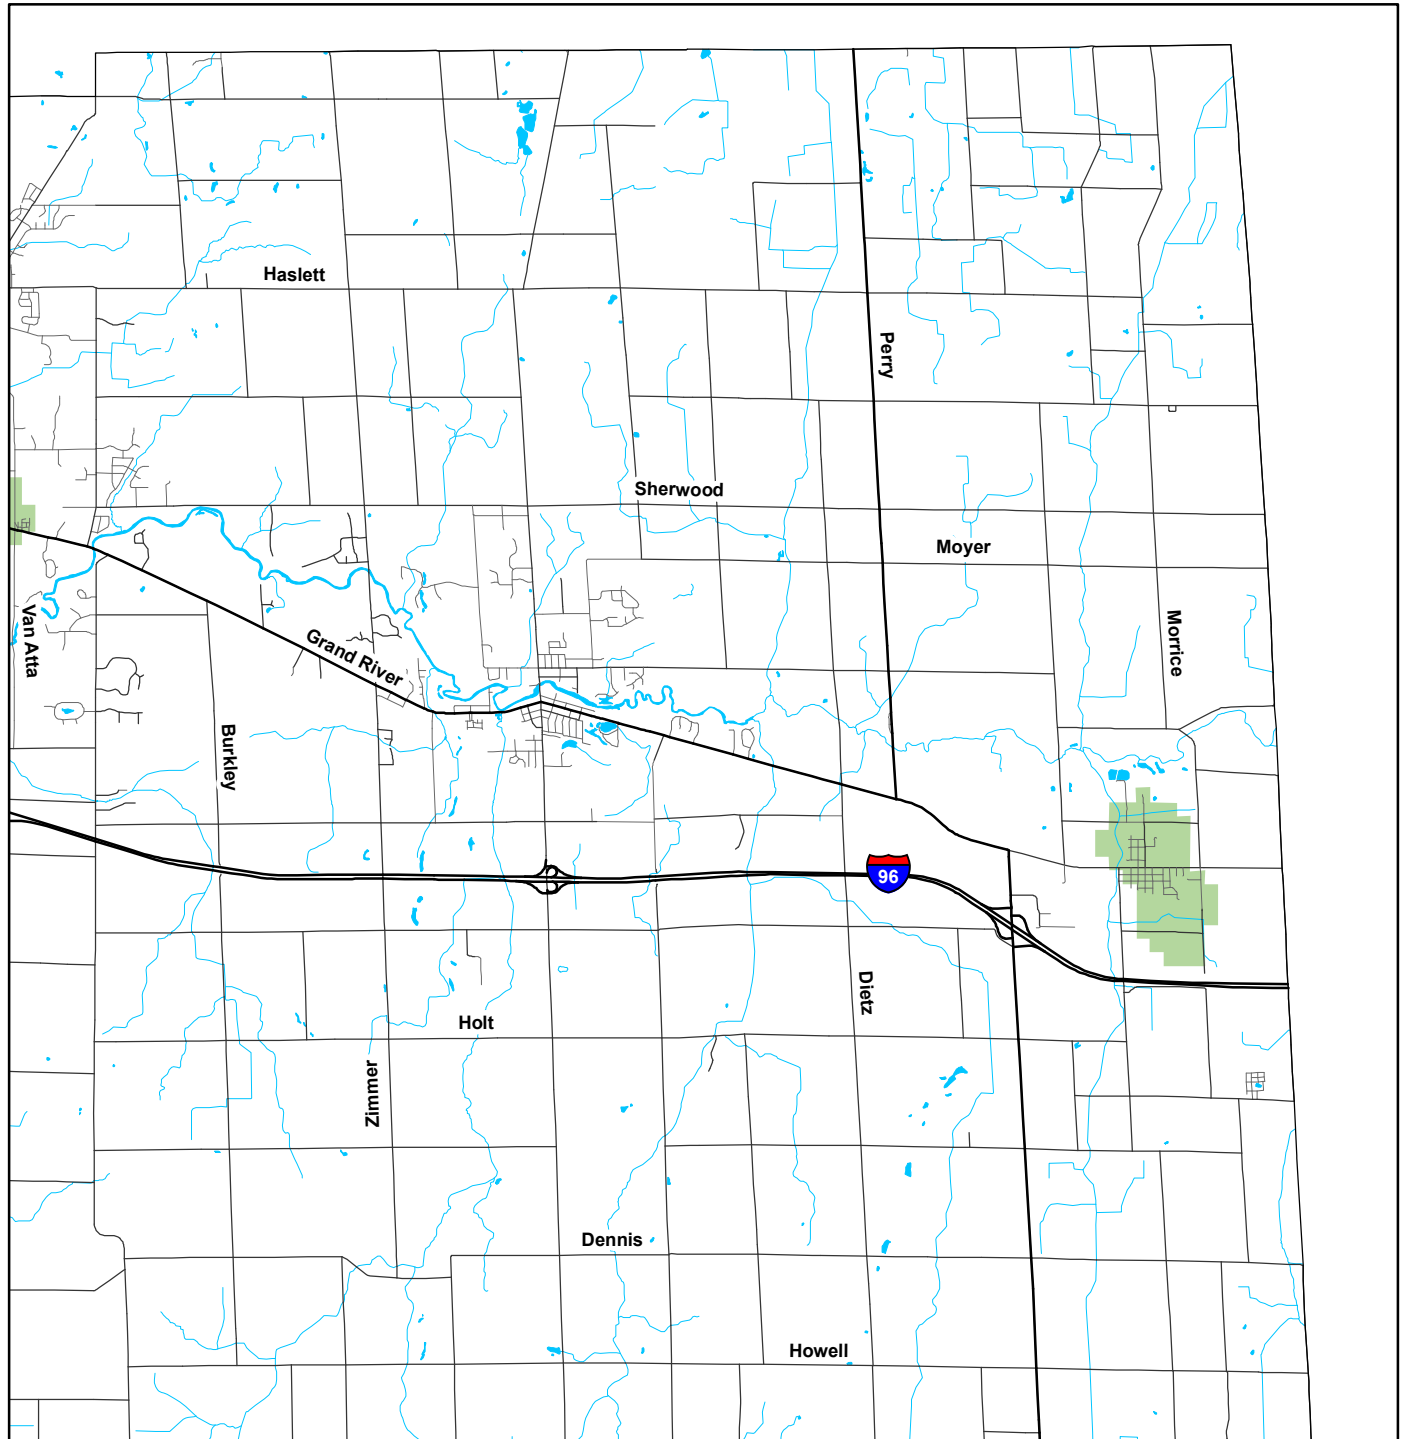 Haslett
Perry
Sherwood
Moyer
Van Atta
Grand River
Morrice
Burkley
96
Dietz
Holt
Zimmer
Dennis
Howell